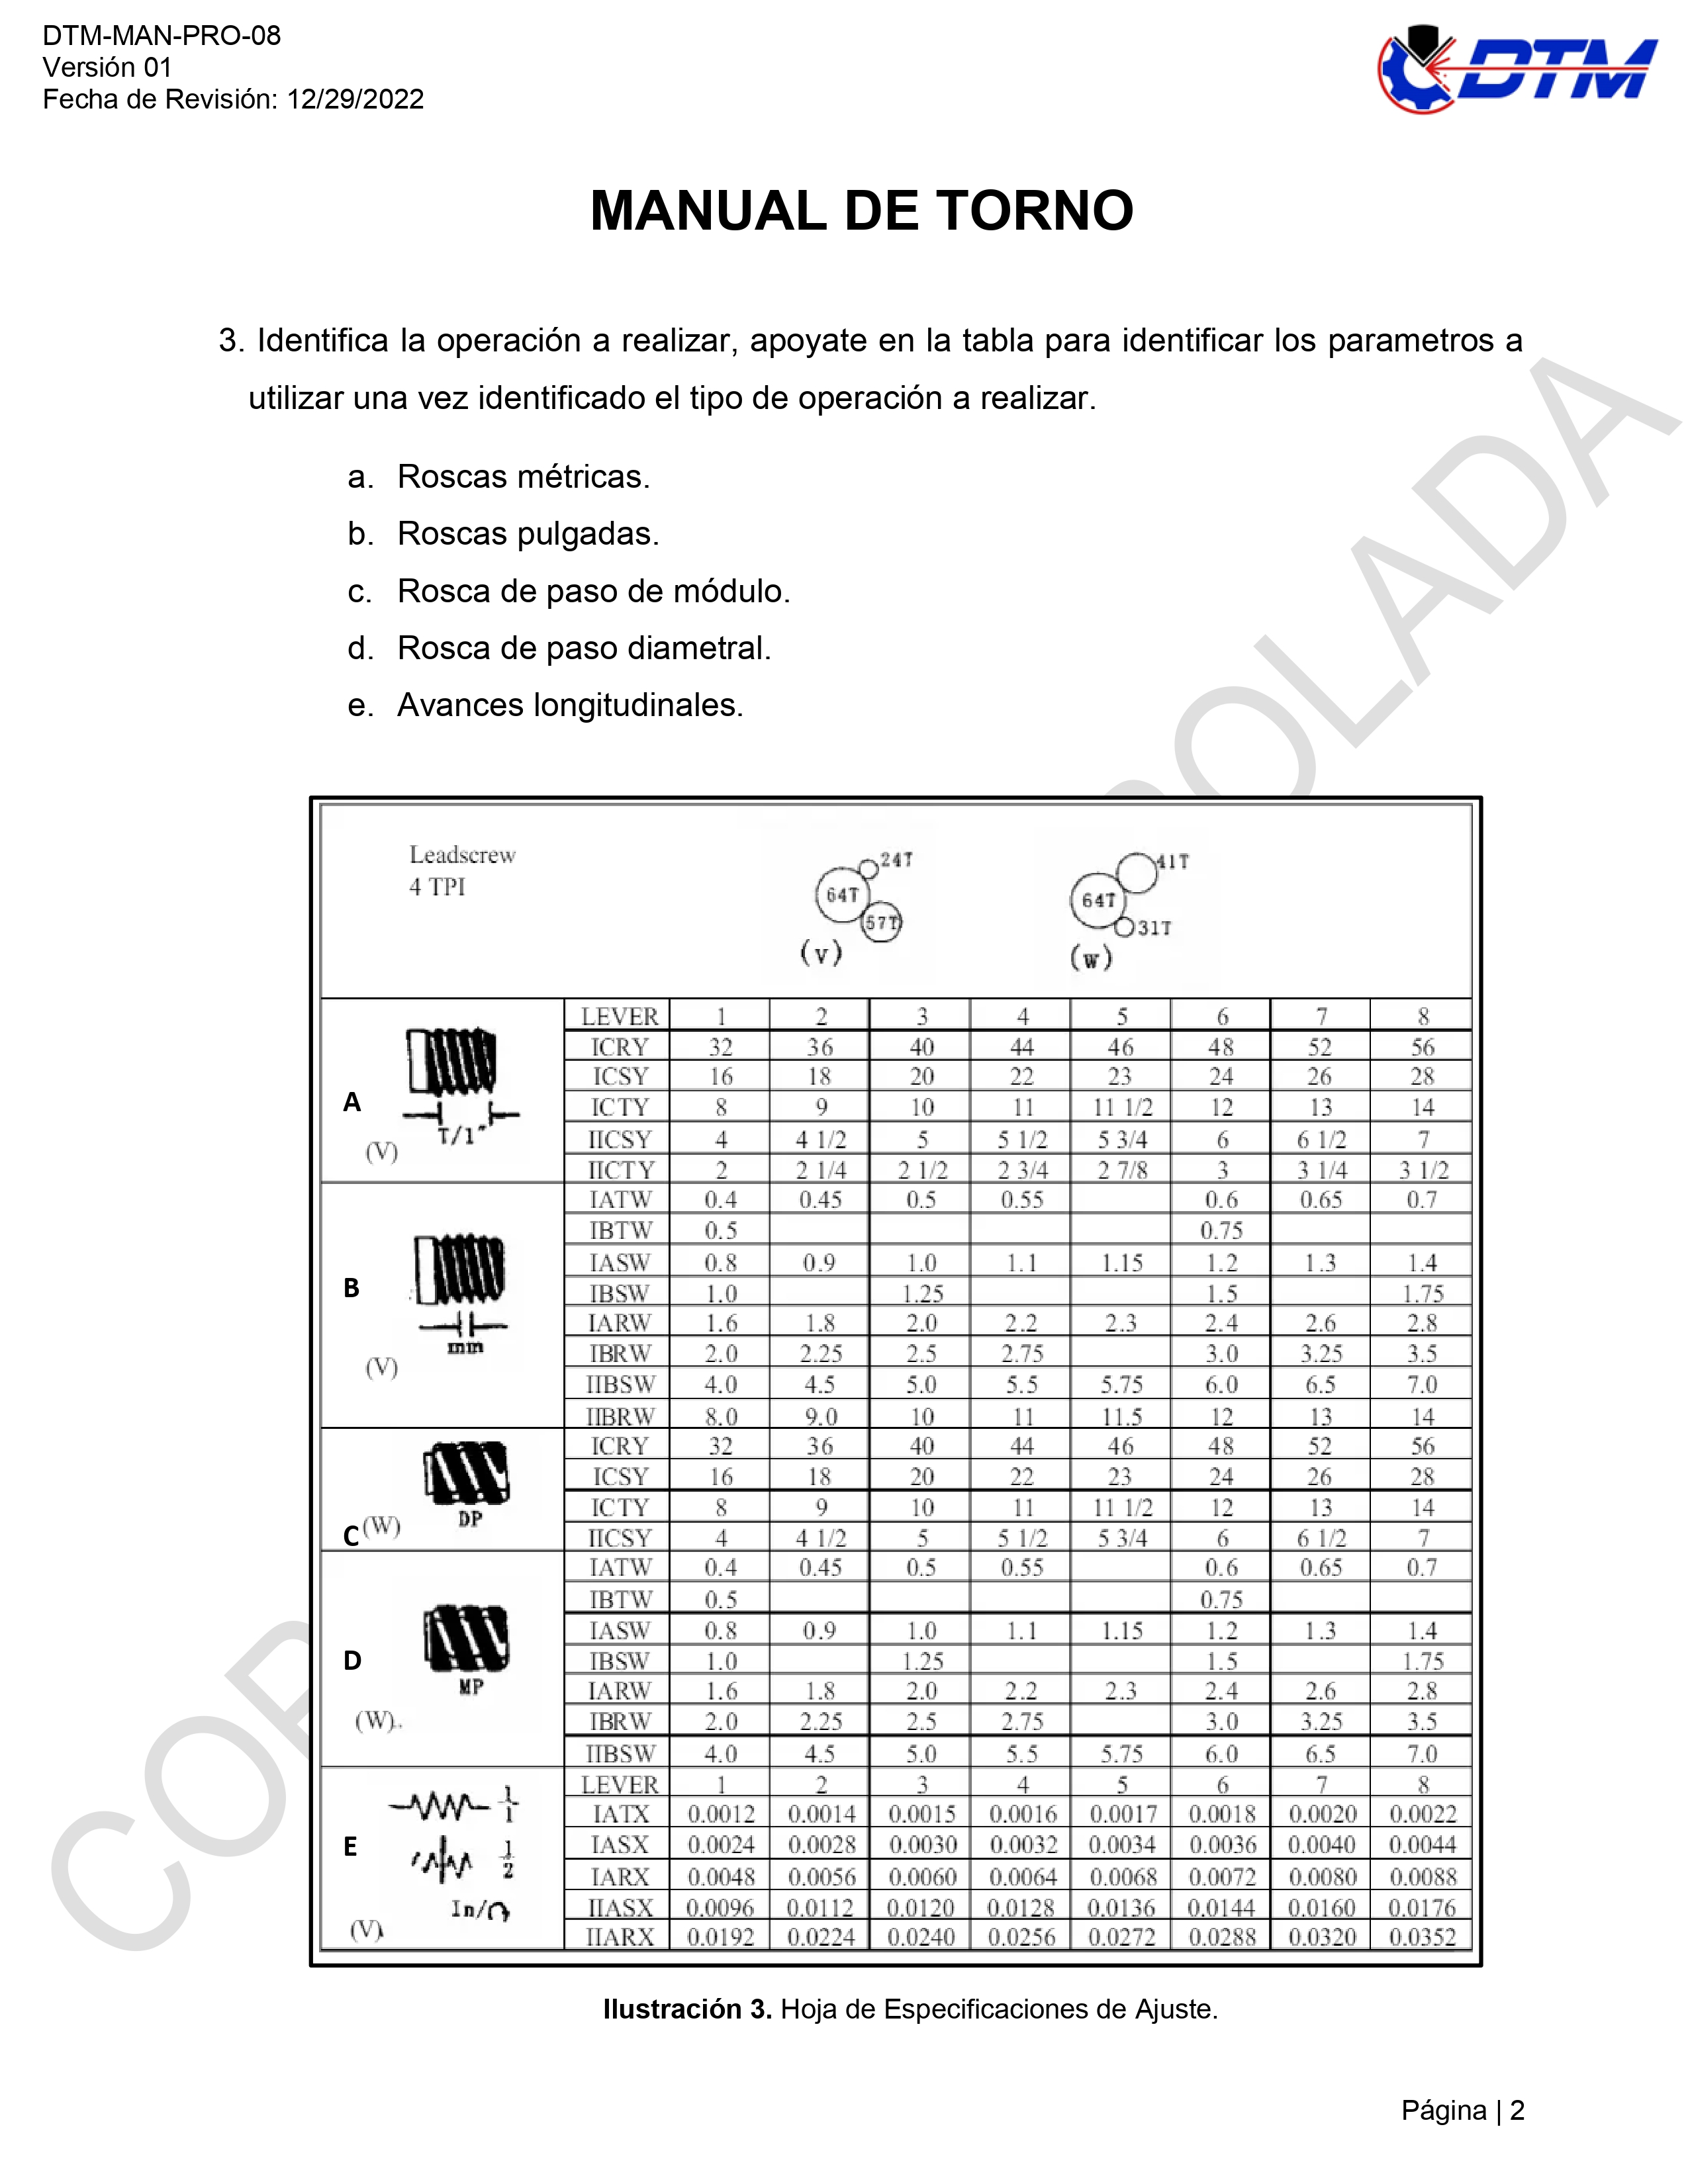 DTM-MAN-PRO-08
Versión 01
Fecha de Revisión: 12/29/2022
DTM
MANUAL DE TORNO
3. Identifica la operación a realizar, apoyate en la tabla para identificar los parametros a
utilizar una vez identificado el tipo de operación a realizar.
a. Roscas métricas.
b. Roscas pulgadas.
c. Rosca de paso de módulo.
d. Rosca de paso diametral.
e. Avances longitudinales.
Leadscrew
4 TPI
24T
64T
57T
(v)
41T
64T
31T
(w)
A
T/1"
(V)
LEVER 1 2 3 4 5 6 7 8
ICRY 32 36 40 44 46 48 52 56
ICSY 16 18 20 22 23 24 26 28
ICTY 8 9 10 11 11 1/2 12 13 14
IICSY 4 4 1/2 5 5 1/2 5 3/4 6 6 1/2 7
IICTY 2 2 1/4 2 1/2 2 3/4 2 7/8 3 3 1/4 3 1/2
B
mm
(V)
IATW 0.4 0.45 0.5 0.55 0.6 0.65 0.7
IBTW 0.5 0.75
IASW 0.8 0.9 1.0 1.1 1.15 1.2 1.3 1.4
IBSW 1.0 1.25 1.5 1.75
IARW 1.6 1.8 2.0 2.2 2.3 2.4 2.6 2.8
IBRW 2.0 2.25 2.5 2.75 3.0 3.25 3.5
IIBSW 4.0 4.5 5.0 5.5 5.75 6.0 6.5 7.0
IIBRW 8.0 9.0 10 11 11.5 12 13 14
C (W)
DP
ICRY 32 36 40 44 46 48 52 56
ICSY 16 18 20 22 23 24 26 28
ICTY 8 9 10 11 11 1/2 12 13 14
IICSY 4 4 1/2 5 5 1/2 5 3/4 6 6 1/2 7
D
MP
(W)
IATW 0.4 0.45 0.5 0.55 0.6 0.65 0.7
IBTW 0.5 0.75
IASW 0.8 0.9 1.0 1.1 1.15 1.2 1.3 1.4
IBSW 1.0 1.25 1.5 1.75
IARW 1.6 1.8 2.0 2.2 2.3 2.4 2.6 2.8
IBRW 2.0 2.25 2.5 2.75 3.0 3.25 3.5
IIBSW 4.0 4.5 5.0 5.5 5.75 6.0 6.5 7.0
E
1/1
1/2
In/
(V)
LEVER 1 2 3 4 5 6 7 8
IATX 0.0012 0.0014 0.0015 0.0016 0.0017 0.0018 0.0020 0.0022
IASX 0.0024 0.0028 0.0030 0.0032 0.0034 0.0036 0.0040 0.0044
IARX 0.0048 0.0056 0.0060 0.0064 0.0068 0.0072 0.0080 0.0088
IIASX 0.0096 0.0112 0.0120 0.0128 0.0136 0.0144 0.0160 0.0176
IIARX 0.0192 0.0224 0.0240 0.0256 0.0272 0.0288 0.0320 0.0352
Ilustración 3. Hoja de Especificaciones de Ajuste.
Página | 2